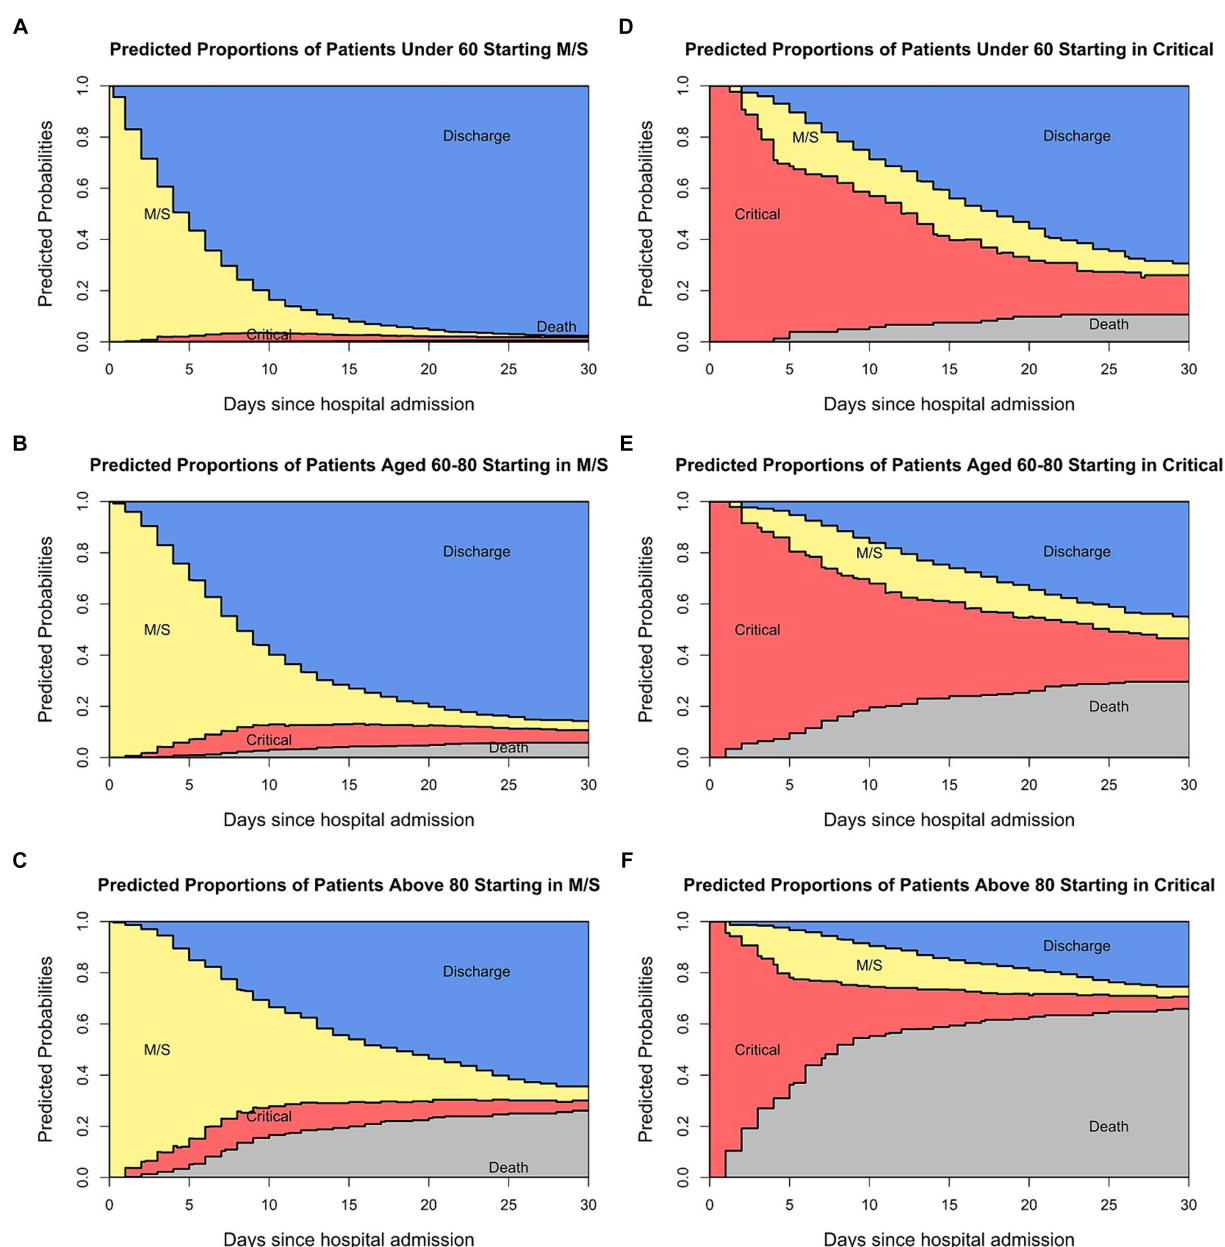 A
Predicted Proportions of Patients Under 60 Starting M/S
Predicted Probabilities
1.0
0.8
0.6
0.4
0.2
0.0
Discharge
M/S
Critical
Death
0 5 10 15 20 25 30
Days since hospital admission
D
Predicted Proportions of Patients Under 60 Starting in Critical
Predicted Probabilities
1.0
0.8
0.6
0.4
0.2
0.0
M/S
Discharge
Critical
Death
0 5 10 15 20 25 30
Days since hospital admission
B
Predicted Proportions of Patients Aged 60-80 Starting in M/S
Predicted Probabilities
1.0
0.8
0.6
0.4
0.2
0.0
Discharge
M/S
Critical
Death
0 5 10 15 20 25 30
Days since hospital admission
E
Predicted Proportions of Patients Aged 60-80 Starting in Critical
Predicted Probabilities
1.0
0.8
0.6
0.4
0.2
0.0
M/S
Discharge
Critical
Death
0 5 10 15 20 25 30
Days since hospital admission
C
Predicted Proportions of Patients Above 80 Starting in M/S
Predicted Probabilities
1.0
0.8
0.6
0.4
0.2
0.0
Discharge
M/S
Critical
Death
0 5 10 15 20 25 30
Days since hospital admission
F
Predicted Proportions of Patients Above 80 Starting in Critical
Predicted Probabilities
1.0
0.8
0.6
0.4
0.2
0.0
Discharge
M/S
Critical
Death
0 5 10 15 20 25 30
Days since hospital admission